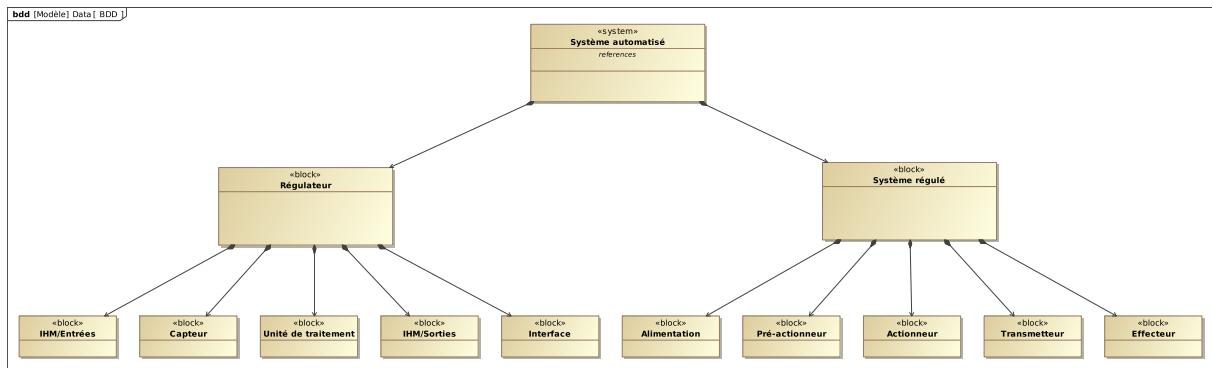 bdd [Modèle] Data [ BDD ]
«system»
Système automatisé
references
«block»
Régulateur
«block»
Système régulé
«block»
IHM/Entrées
«block»
Capteur
«block»
Unité de traitement
«block»
IHM/Sorties
«block»
Interface
«block»
Alimentation
«block»
Pré-actionneur
«block»
Actionneur
«block»
Transmetteur
«block»
Effecteur